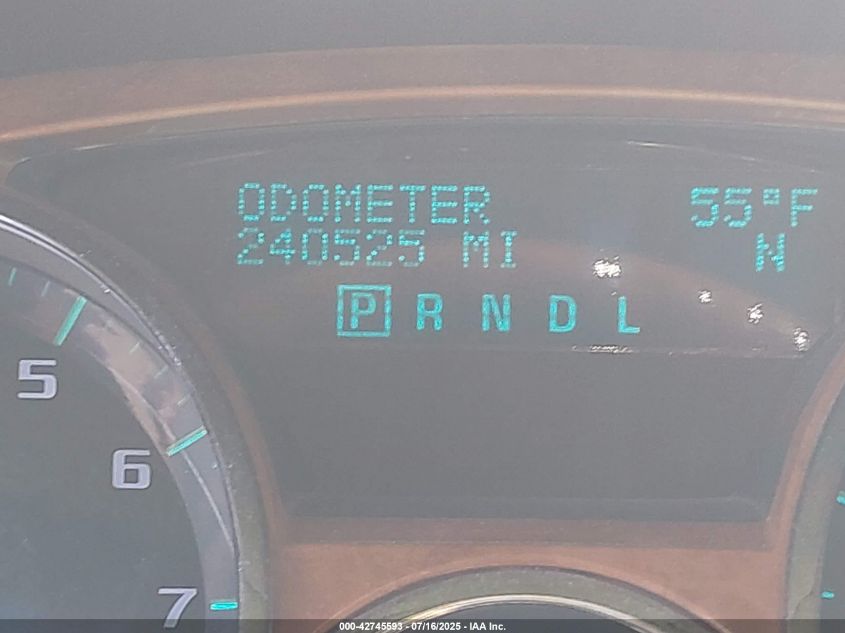 ODOMETER 55°F
240525 MI N
P R N D L
5
6
7
000-42745593 - 07/16/2025 - IAA Inc.